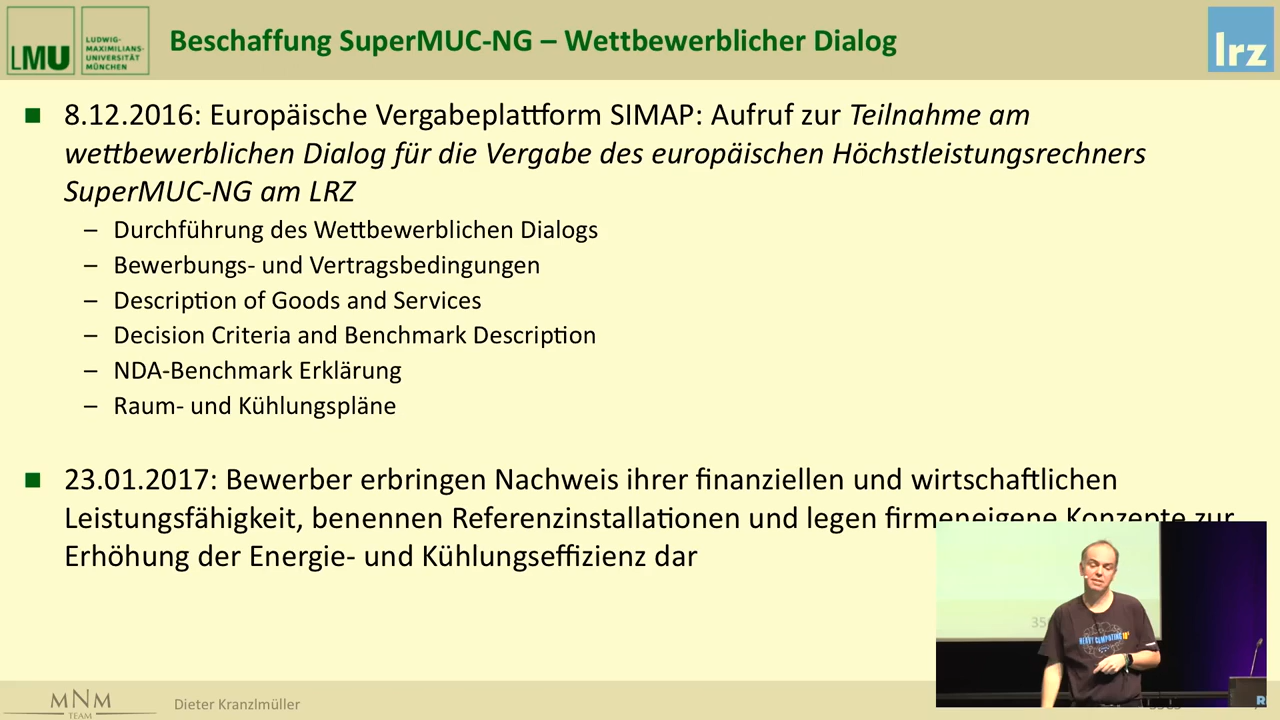 LMU
LUDWIG-
MAXIMILIANS-
UNIVERSITÄT
MÜNCHEN
Beschaffung SuperMUC-NG – Wettbewerblicher Dialog
lrz
8.12.2016: Europäische Vergabeplattform SIMAP: Aufruf zur Teilnahme am
wettbewerblichen Dialog für die Vergabe des europäischen Höchstleistungsrechners
SuperMUC-NG am LRZ
– Durchführung des Wettbewerblichen Dialogs
– Bewerbungs- und Vertragsbedingungen
– Description of Goods and Services
– Decision Criteria and Benchmark Description
– NDA-Benchmark Erklärung
– Raum- und Kühlungspläne
23.01.2017: Bewerber erbringen Nachweis ihrer finanziellen und wirtschaftlichen
Leistungsfähigkeit, benennen Referenzinstallationen und legen firmeneigene Konzepte zur
Erhöhung der Energie- und Kühlungseffizienz dar
MNM
TEAM
Dieter Kranzlmüller